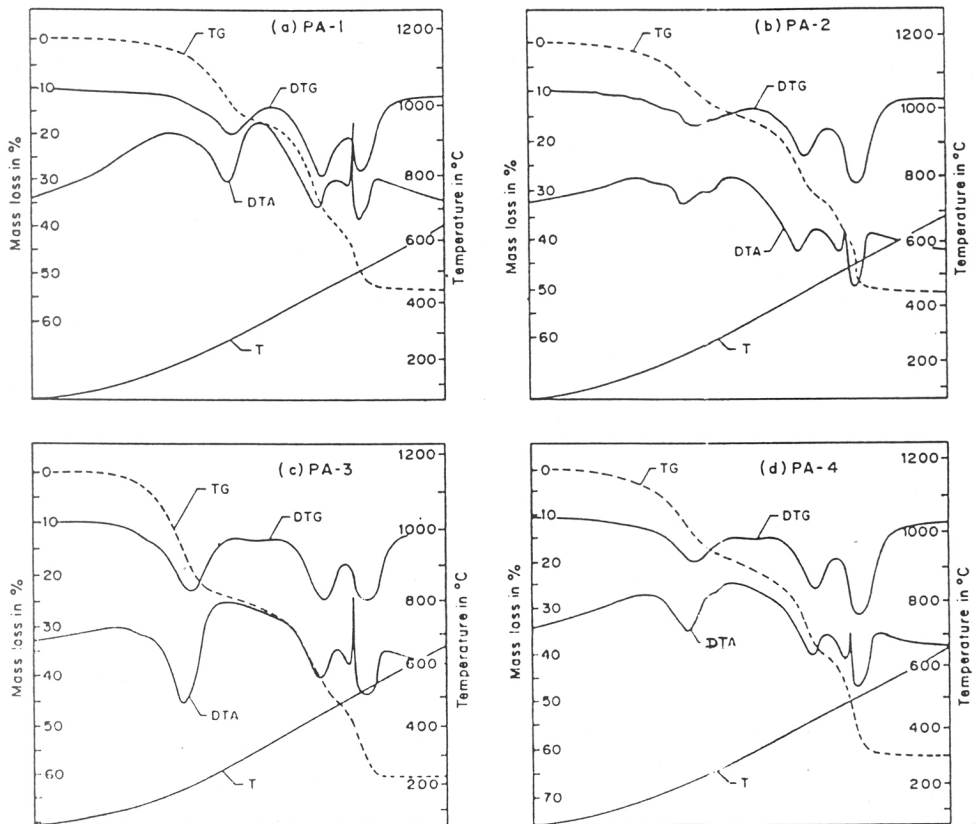 (a) PA-1
TG
DTG
DTA
T
Mass loss in %
0
10
20
30
40
50
60
Temperature in °C
1200
1000
800
600
400
200
(b) PA-2
TG
DTG
DTA
T
Mass loss in %
0
10
20
30
40
50
60
Temperature in °C
1200
1000
800
600
400
200
(c) PA-3
TG
DTG
DTA
T
Mass loss in %
0
10
20
30
40
50
60
Temperature in °C
1200
1000
800
600
400
200
(d) PA-4
TG
DTG
DTA
T
Mass loss in %
0
10
20
30
40
50
60
70
Temperature in °C
1200
1000
800
600
400
200